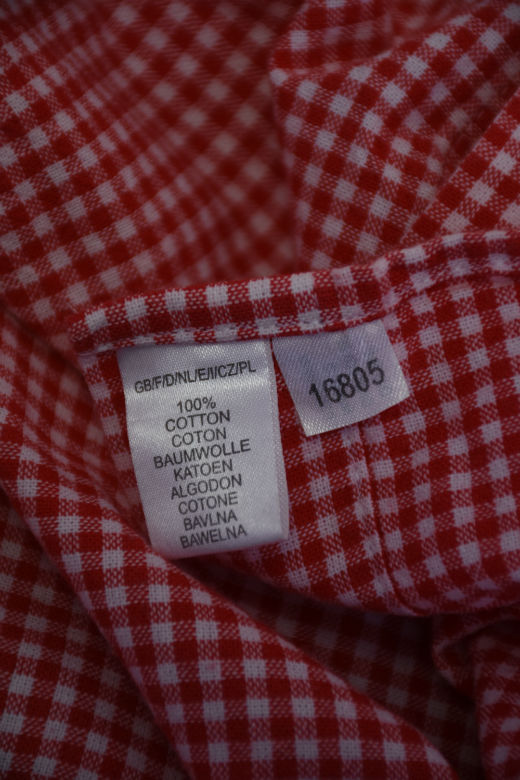 GB/F/D/NL/E/I/CZ/PL
100%
COTTON
COTON
BAUMWOLLE
KATOEN
ALGODON
COTONE
BAVLNA
BAWELNA
16805